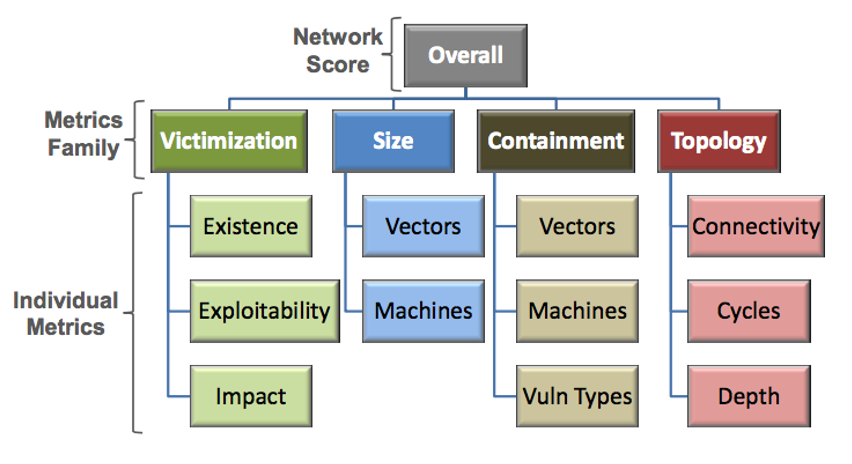 Network
Score
Overall
Metrics
Family
Victimization
Size
Containment
Topology
Individual
Metrics
Existence
Vectors
Vectors
Connectivity
Exploitability
Machines
Machines
Cycles
Impact
Vuln Types
Depth